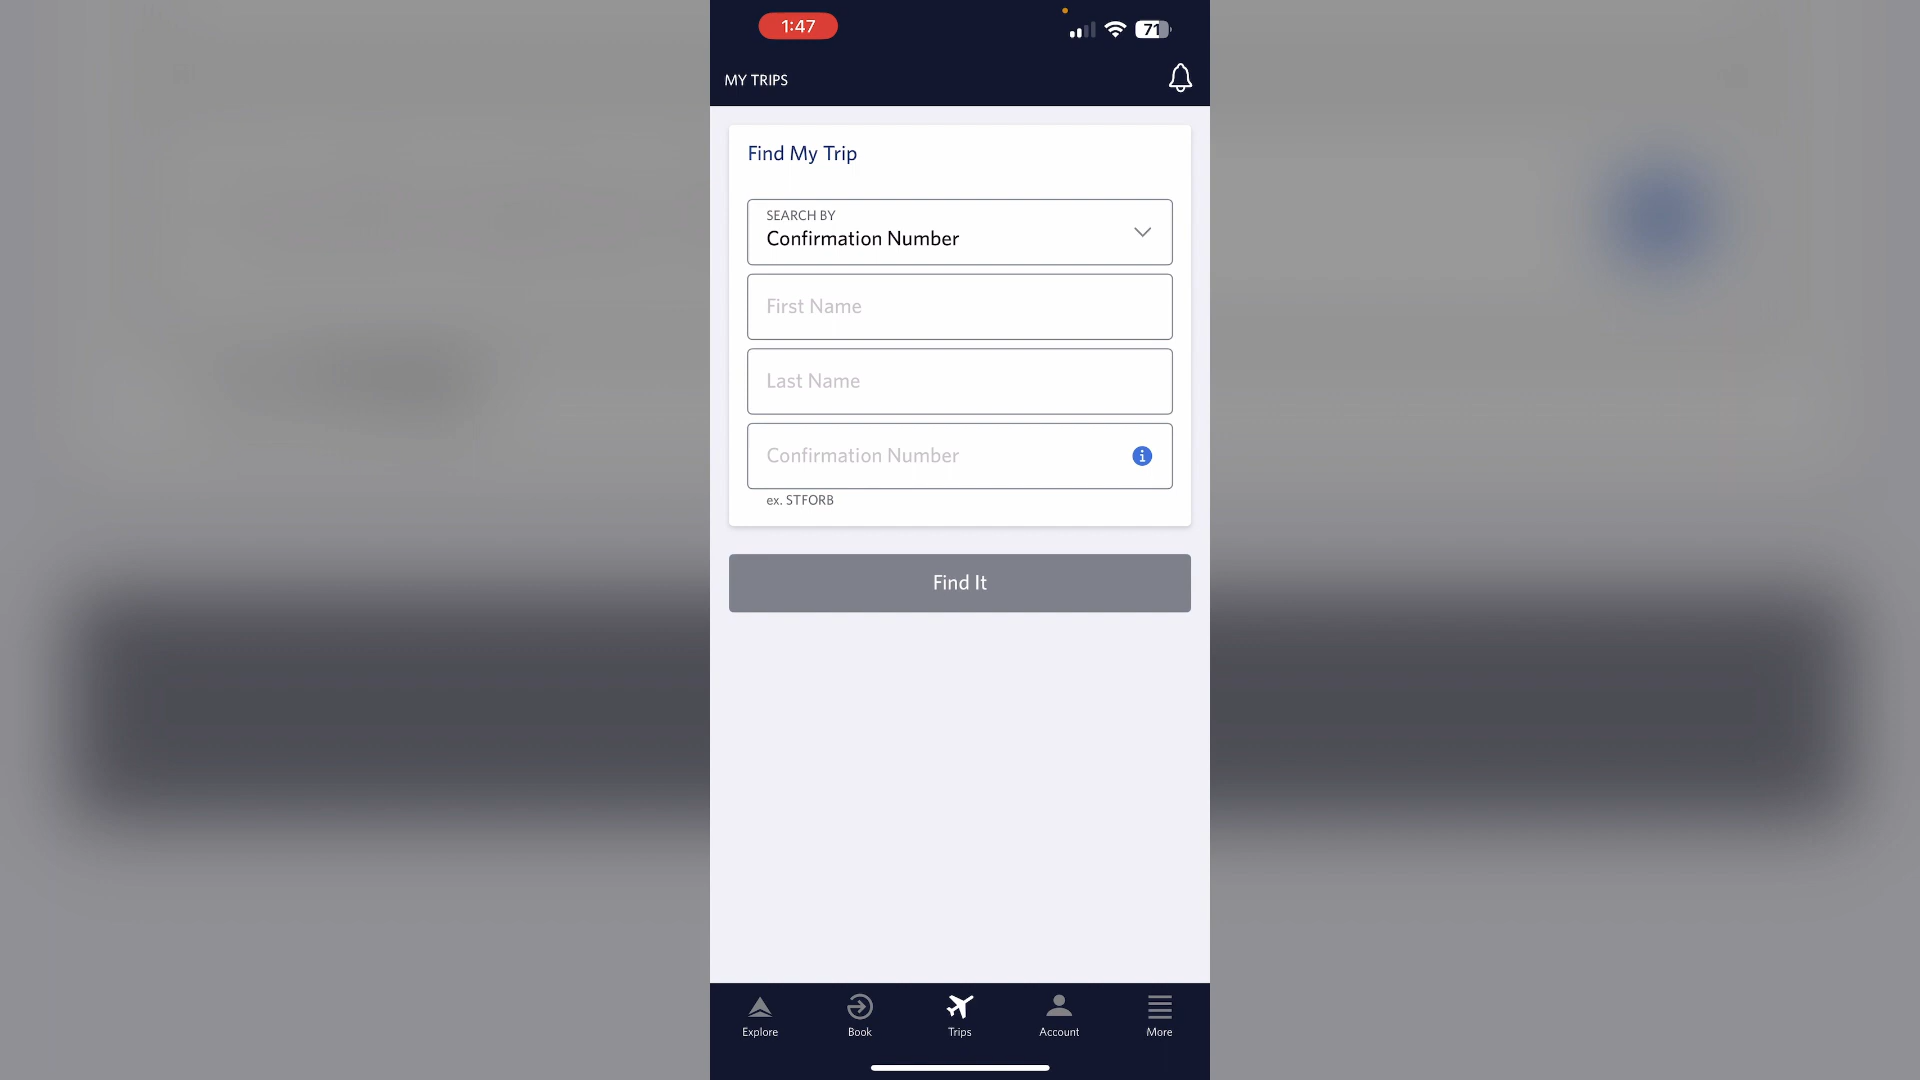 1:47
71
MY TRIPS
Find My Trip
SEARCH BY
Confirmation Number
First Name
Last Name
Confirmation Number
ex. STFORB
Find It
Explore
Book
Trips
Account
More